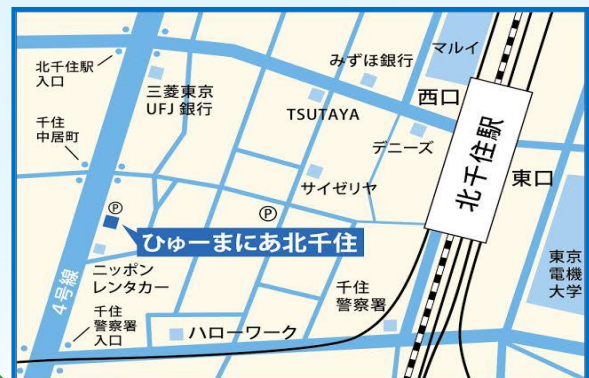 北千住駅
入口
三菱東京
UFJ 銀行
みずほ銀行
マルイ
西口
TSUTAYA
千住
中居町
デニーズ
北千住駅
東口
サイゼリヤ
Ⓟ
Ⓟ
ひゅーまにあ北千住
ニッポン
レンタカー
4号線
東京
電機
大学
千住
警察署
千住
警察署
入口
ハローワーク